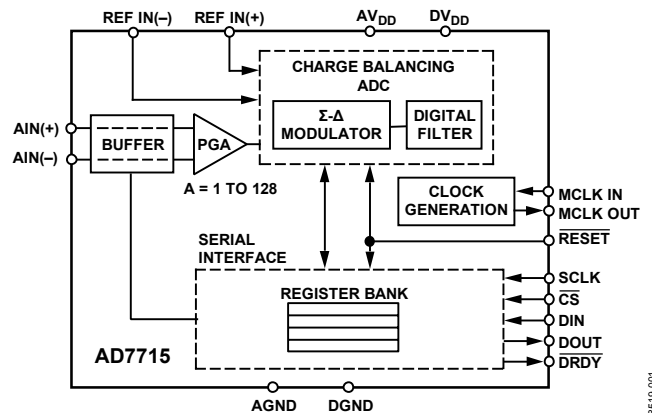 REF IN(–)
REF IN(+)
AVDD
DVDD
CHARGE BALANCING
ADC
Σ-Δ
MODULATOR
DIGITAL
FILTER
AIN(+)
AIN(–)
BUFFER
PGA
A = 1 TO 128
CLOCK
GENERATION
MCLK IN
MCLK OUT
RESET
SERIAL
INTERFACE
REGISTER BANK
SCLK
CS
DIN
DOUT
DRDY
AD7715
AGND
DGND